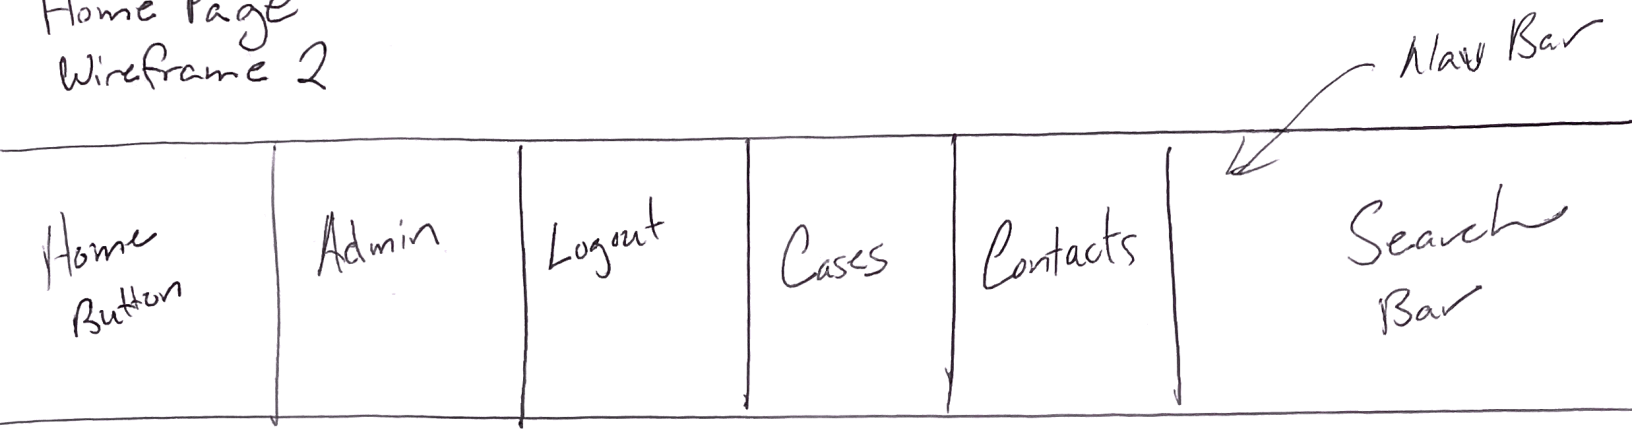 Home Page
Wireframe 2
Nav Bar
Home
Button
Admin
Logout
Cases
Contacts
Search
Bar